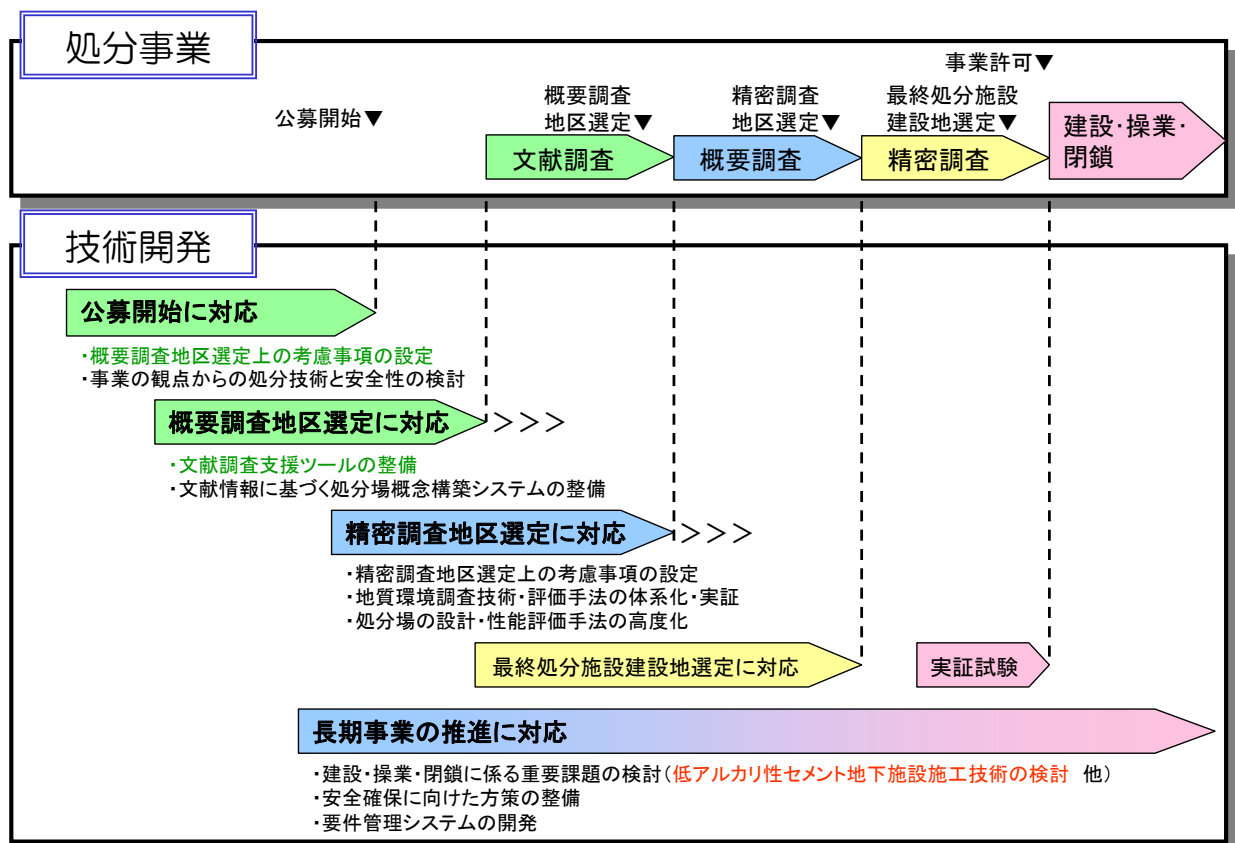 処分事業
事業許可▼
公募開始▼
概要調査
地区選定▼
精密調査
地区選定▼
最終処分施設
建設地選定▼
文献調査
概要調査
精密調査
建設・操業・
閉鎖
技術開発
公募開始に対応
・概要調査地区選定上の考慮事項の設定
・事業の観点からの処分技術と安全性の検討
概要調査地区選定に対応
>>>
・文献調査支援ツールの整備
・文献情報に基づく処分場概念構築システムの整備
精密調査地区選定に対応
>>>
・精密調査地区選定上の考慮事項の設定
・地質環境調査技術・評価手法の体系化・実証
・処分場の設計・性能評価手法の高度化
最終処分施設建設地選定に対応
実証試験
長期事業の推進に対応
・建設・操業・閉鎖に係る重要課題の検討(低アルカリ性セメント地下施設施工技術の検討 他)
・安全確保に向けた方策の整備
・要件管理システムの開発